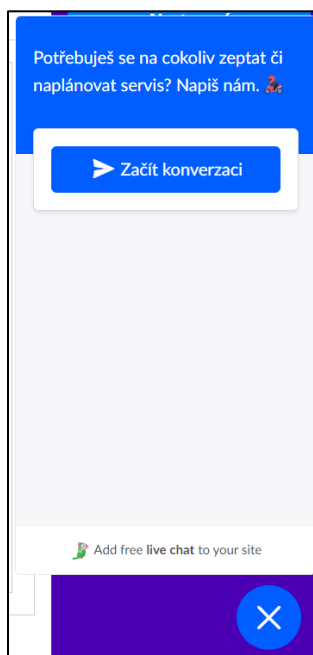 Potřebuješ se na cokoliv zeptat či
naplánovat servis? Napiš nám.
Začít konverzaci
Add free live chat to your site